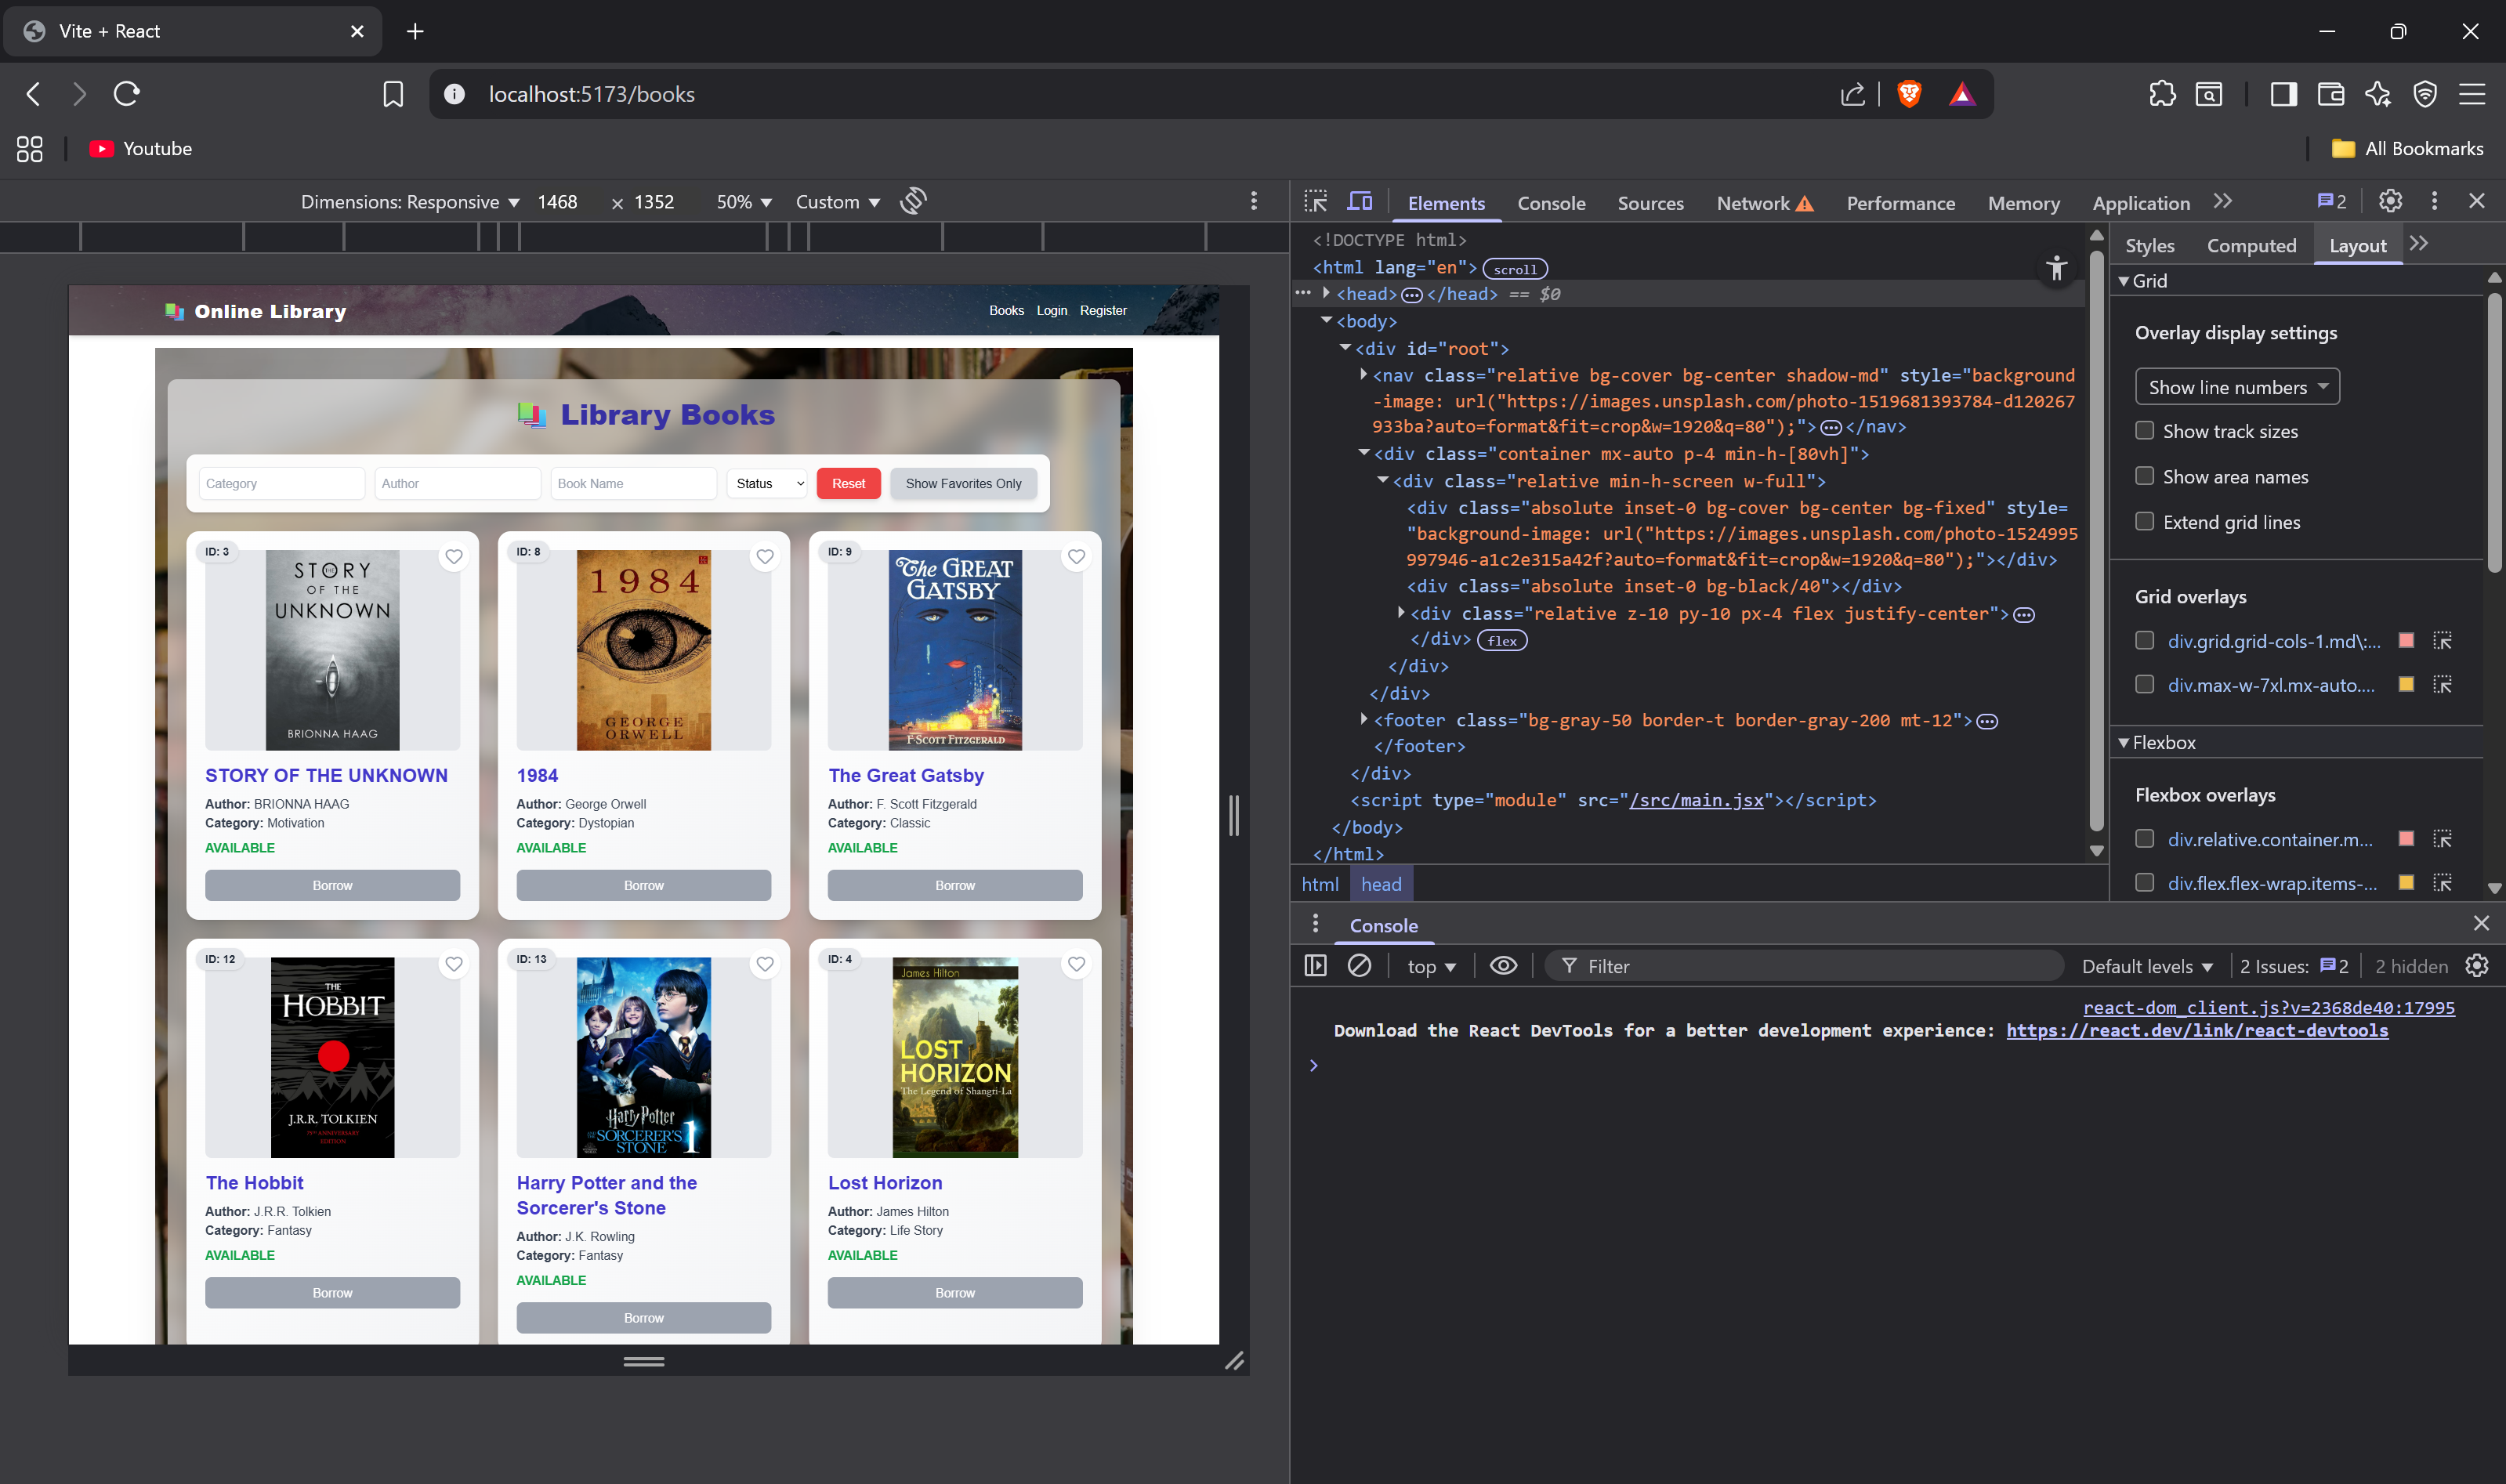 Vite + React
localhost:5173/books
Youtube
All Bookmarks
Dimensions: Responsive 1468 × 1352 50% Custom
Online Library
Books Login Register
Library Books
Category Author Book Name Status Reset Show Favorites Only
ID: 3
STORY
OF THE
UNKNOWN
BRIONNA HAAG
STORY OF THE UNKNOWN
Author: BRIONNA HAAG
Category: Motivation
AVAILABLE
Borrow
ID: 8
1984
GEORGE
ORWELL
1984
Author: George Orwell
Category: Dystopian
AVAILABLE
Borrow
ID: 9
The GREAT
GATSBY
F·SCOTT FITZGERALD
The Great Gatsby
Author: F. Scott Fitzgerald
Category: Classic
AVAILABLE
Borrow
ID: 12
THE
HOBBIT
J.R.R. TOLKIEN
EDITION
The Hobbit
Author: J.R.R. Tolkien
Category: Fantasy
AVAILABLE
Borrow
ID: 13
Harry Potter
SORCERER'S
STONE 1
Harry Potter and the
Sorcerer's Stone
Author: J.K. Rowling
Category: Fantasy
AVAILABLE
Borrow
ID: 4
James Hilton
LOST
HORIZON
The Legend of Shangri-La
Lost Horizon
Author: James Hilton
Category: Life Story
AVAILABLE
Borrow
Elements Console Sources Network Performance Memory Application 2
<!DOCTYPE html>
<html lang="en"> scroll
<head> </head> == $0
<body>
<div id="root">
<nav class="relative bg-cover bg-center shadow-md" style="background
-image: url("https://images.unsplash.com/photo-1519681393784-d120267
933ba?auto=format&fit=crop&w=1920&q=80");"> </nav>
<div class="container mx-auto p-4 min-h-[80vh]">
<div class="relative min-h-screen w-full">
<div class="absolute inset-0 bg-cover bg-center bg-fixed" style=
"background-image: url("https://images.unsplash.com/photo-1524995
997946-a1c2e315a42f?auto=format&fit=crop&w=1920&q=80");"></div>
<div class="absolute inset-0 bg-black/40"></div>
<div class="relative z-10 py-10 px-4 flex justify-center">
</div> flex
</div>
</div>
<footer class="bg-gray-50 border-t border-gray-200 mt-12">
</footer>
</div>
<script type="module" src="/src/main.jsx"></script>
</body>
</html>
html head
Styles Computed Layout
Grid
Overlay display settings
Show line numbers
Show track sizes
Show area names
Extend grid lines
Grid overlays
div.grid.grid-cols-1.md\:...
div.max-w-7xl.mx-auto....
Flexbox
Flexbox overlays
div.relative.container.m...
div.flex.flex-wrap.items-...
Console
top Filter Default levels 2 Issues: 2 2 hidden
react-dom_client.js?v=2368de40:17995
Download the React DevTools for a better development experience: https://react.dev/link/react-devtools